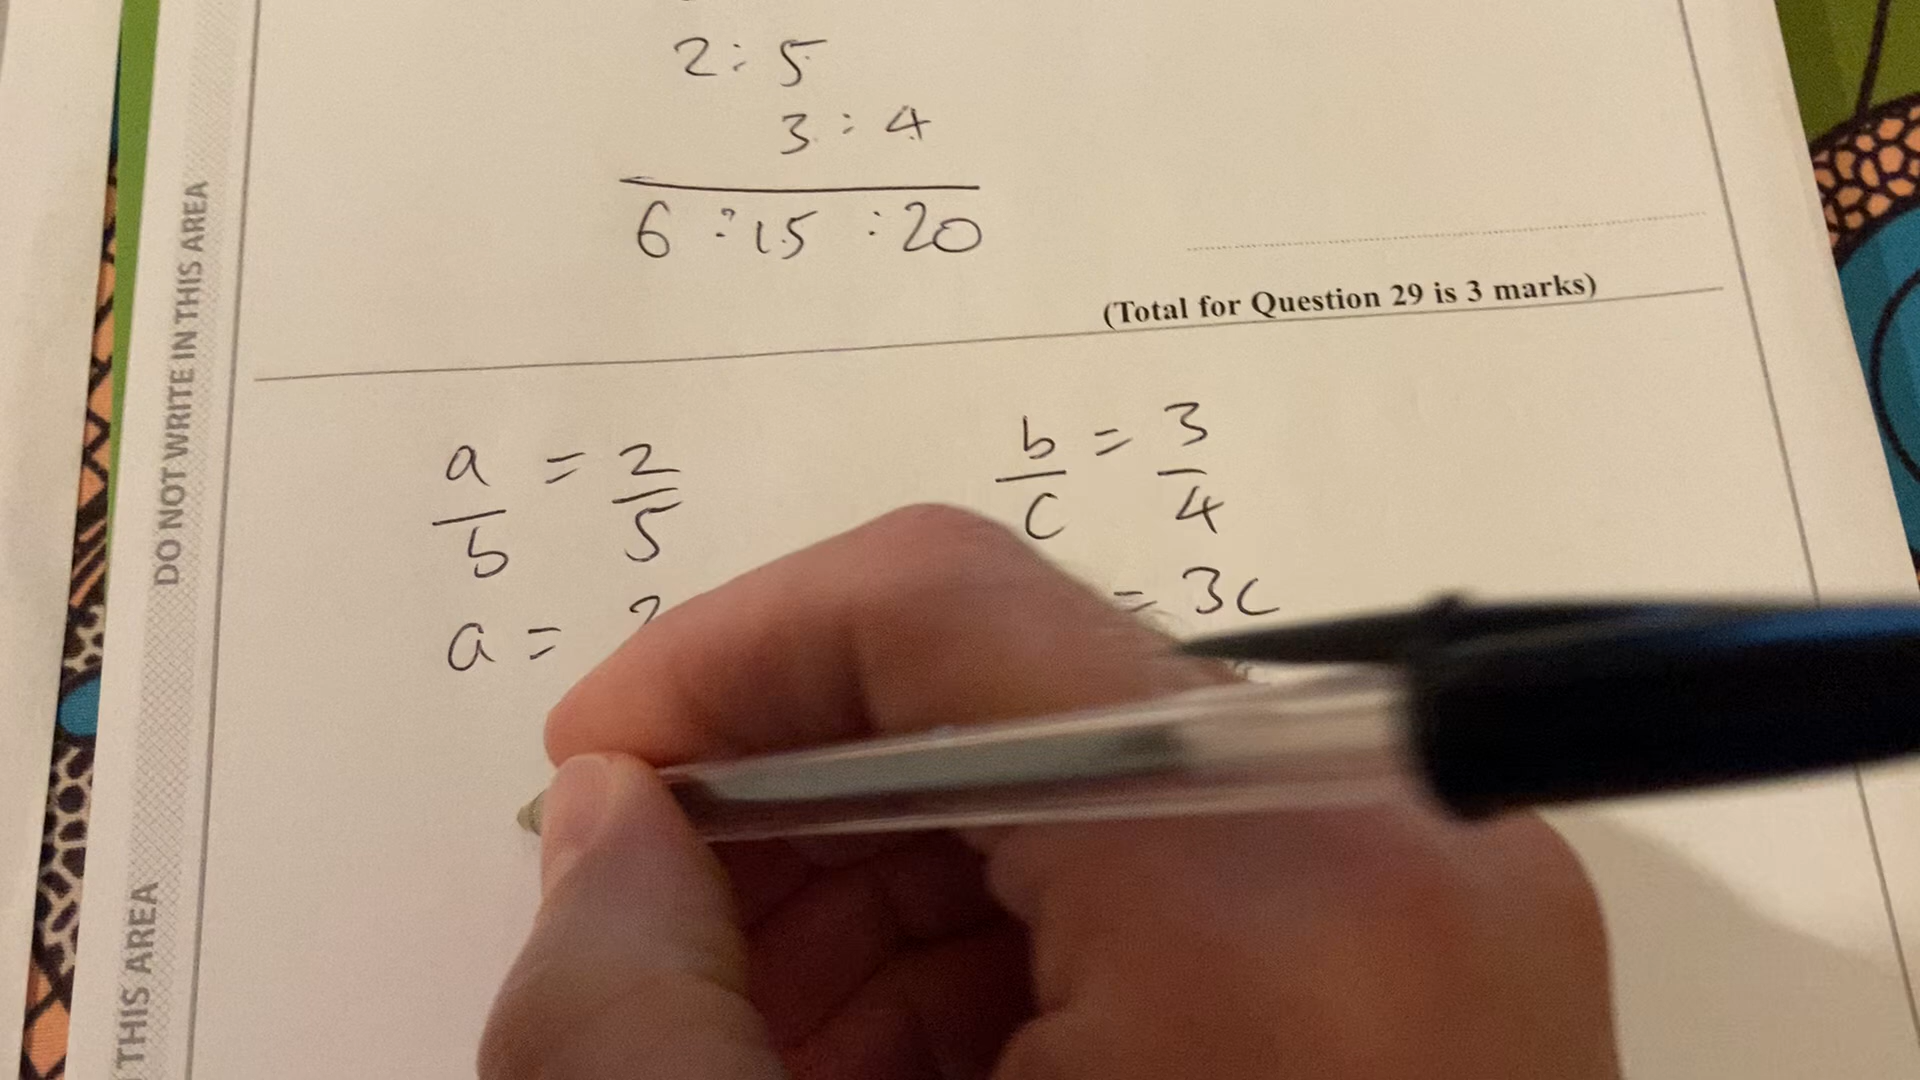 2 : 5
3 : 4
6 : 15 : 20
(Total for Question 29 is 3 marks)
DO NOT WRITE IN THIS AREA
a/b = 2/5
b/c = 3/4
a = 2
= 3c
THIS AREA